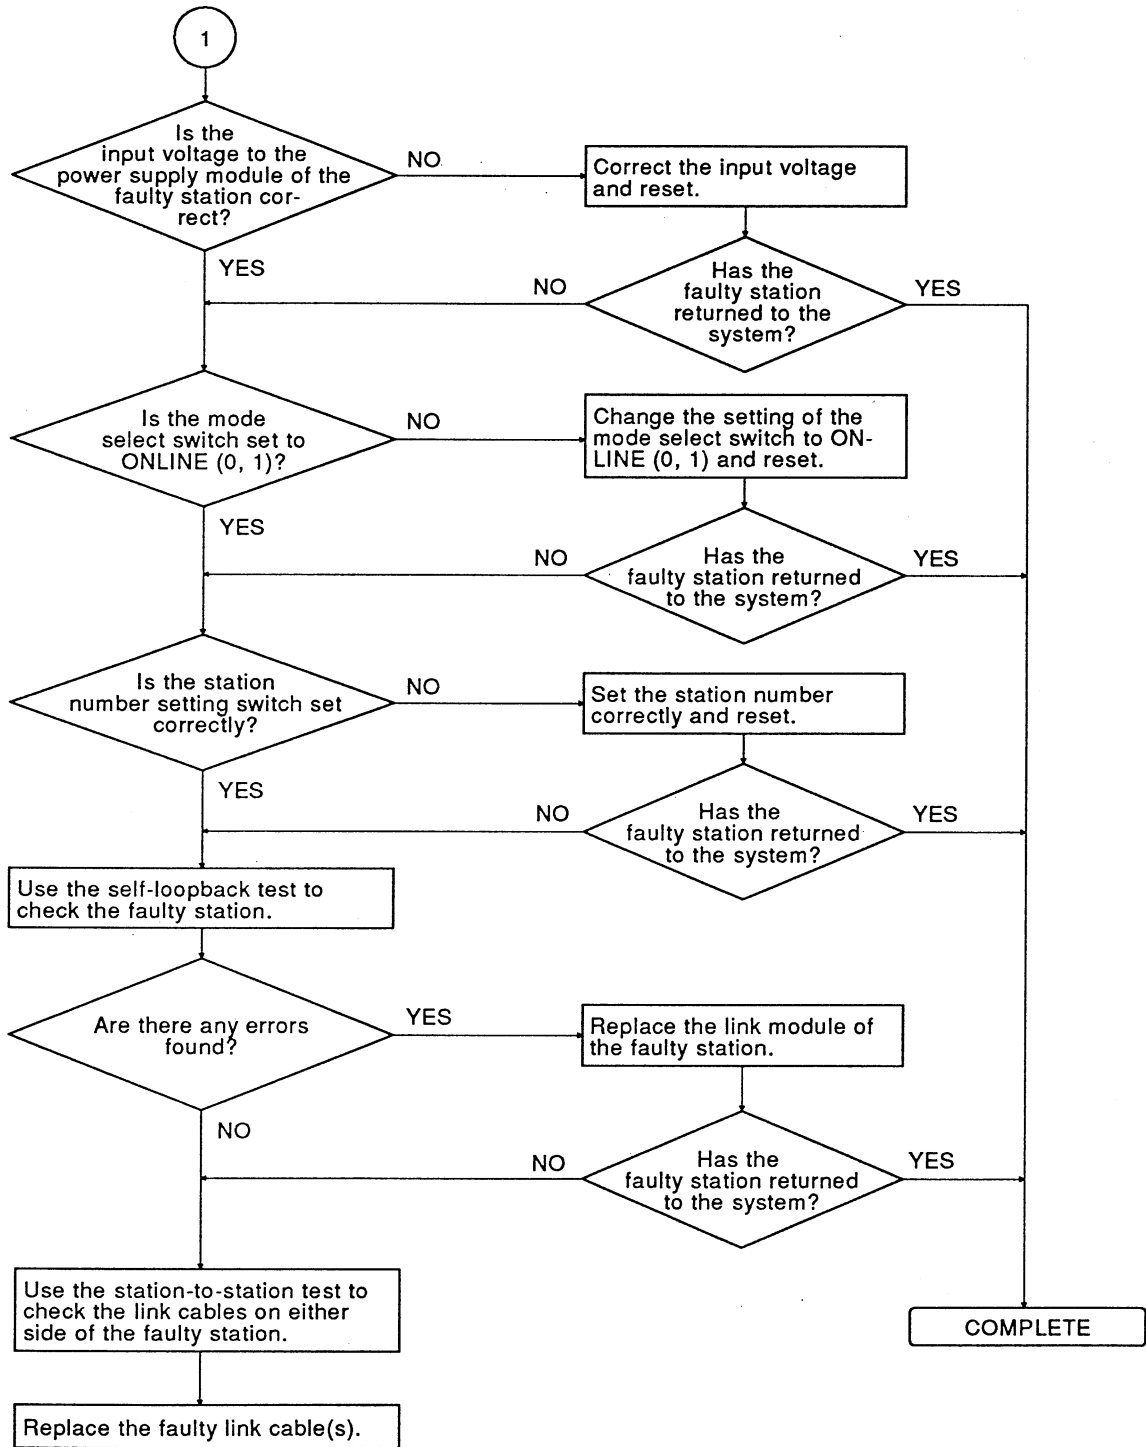 1
Is the
input voltage to the
power supply module of the
faulty station cor-
rect?
NO
Correct the input voltage
and reset.
YES
NO
Has the
faulty station
returned to the
system?
YES
Is the mode
select switch set to
ONLINE (0, 1)?
NO
Change the setting of the
mode select switch to ON-
LINE (0, 1) and reset.
YES
NO
Has the
faulty station returned
to the system?
YES
Is the station
number setting switch set
correctly?
NO
Set the station number
correctly and reset.
YES
NO
Has the
faulty station returned
to the system?
YES
Use the self-loopback test to
check the faulty station.
Are there any errors
found?
YES
Replace the link module of
the faulty station.
NO
NO
Has the
faulty station returned
to the system?
YES
Use the station-to-station test to
check the link cables on either
side of the faulty station.
COMPLETE
Replace the faulty link cable(s).